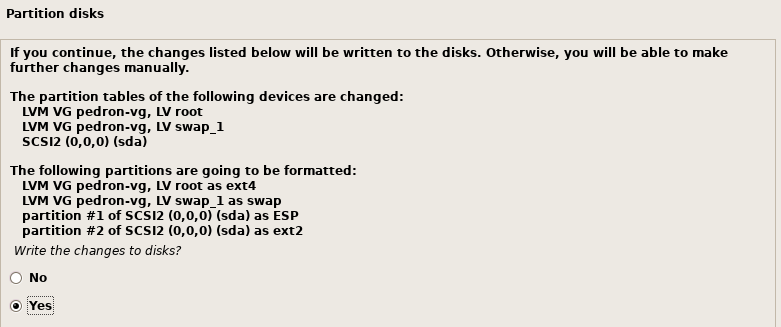 Partition disks
If you continue, the changes listed below will be written to the disks. Otherwise, you will be able to make
further changes manually.
The partition tables of the following devices are changed:
LVM VG pedron-vg, LV root
LVM VG pedron-vg, LV swap_1
SCSI2 (0,0,0) (sda)
The following partitions are going to be formatted:
LVM VG pedron-vg, LV root as ext4
LVM VG pedron-vg, LV swap_1 as swap
partition #1 of SCSI2 (0,0,0) (sda) as ESP
partition #2 of SCSI2 (0,0,0) (sda) as ext2
Write the changes to disks?
No
Yes